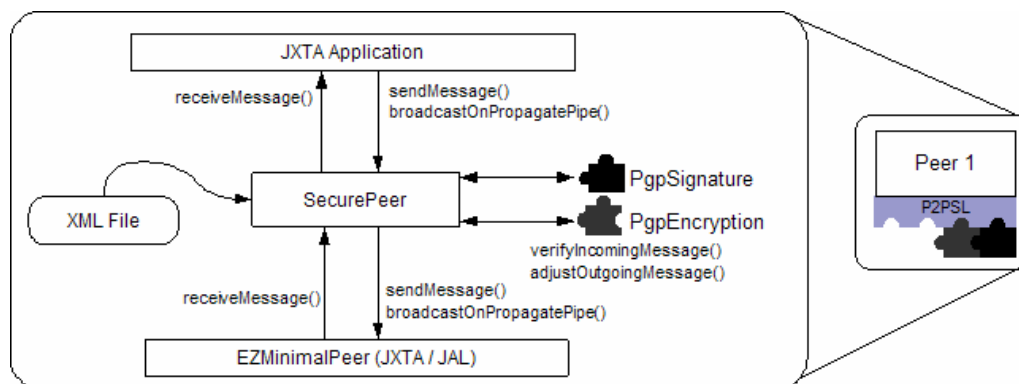 JXTA Application
receiveMessage()
sendMessage()
broadcastOnPropagatePipe()
XML File
SecurePeer
PgpSignature
PgpEncryption
verifyIncomingMessage()
adjustOutgoingMessage()
receiveMessage()
sendMessage()
broadcastOnPropagatePipe()
EZMinimalPeer (JXTA / JAL)
Peer 1
P2PSL